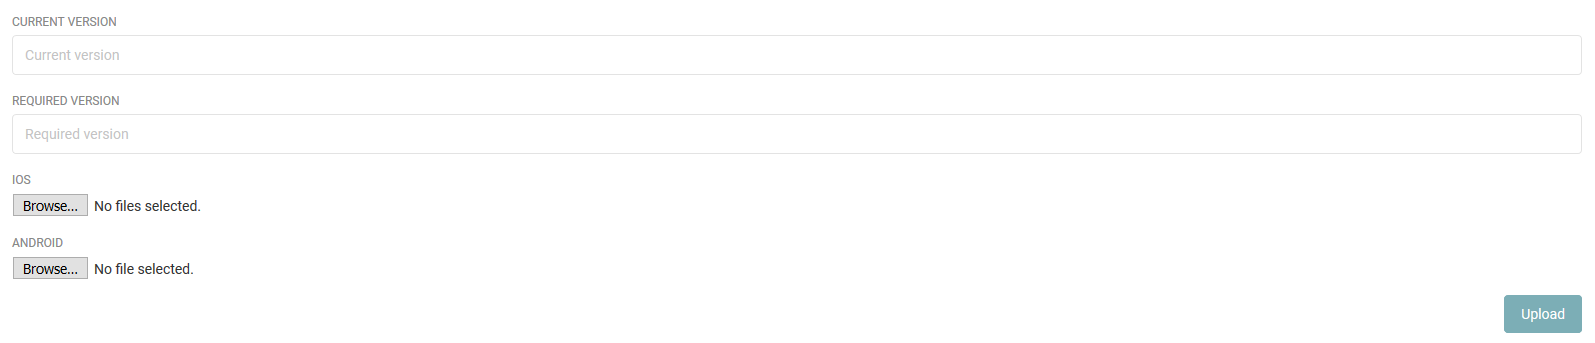 CURRENT VERSION
Current version
REQUIRED VERSION
Required version
IOS
Browse... No files selected.
ANDROID
Browse... No file selected.
Upload